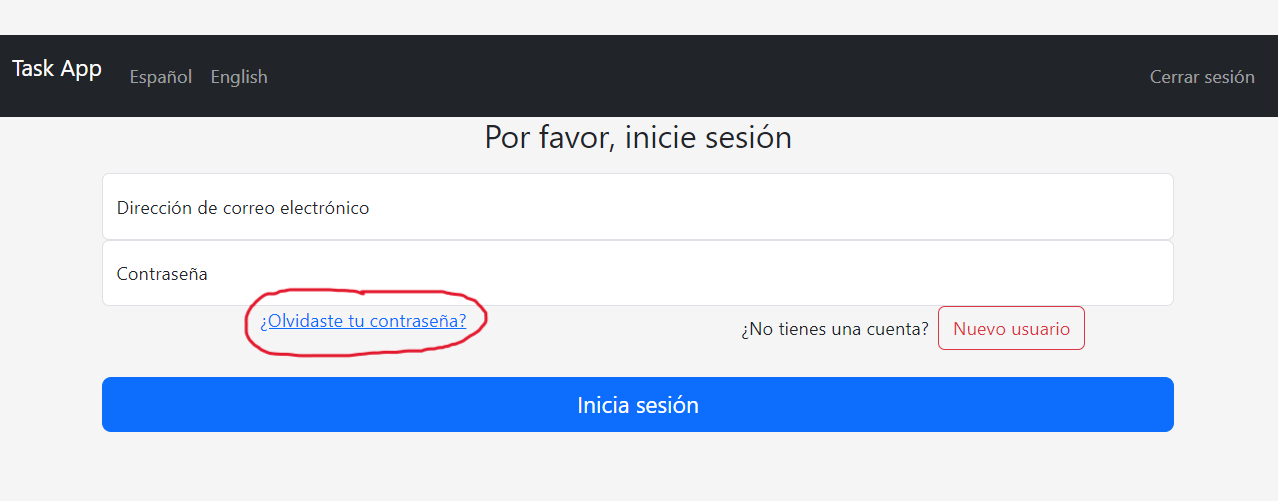 Task App Español English Cerrar sesión
Por favor, inicie sesión
Dirección de correo electrónico
Contraseña
¿Olvidaste tu contraseña? ¿No tienes una cuenta? Nuevo usuario
Inicia sesión